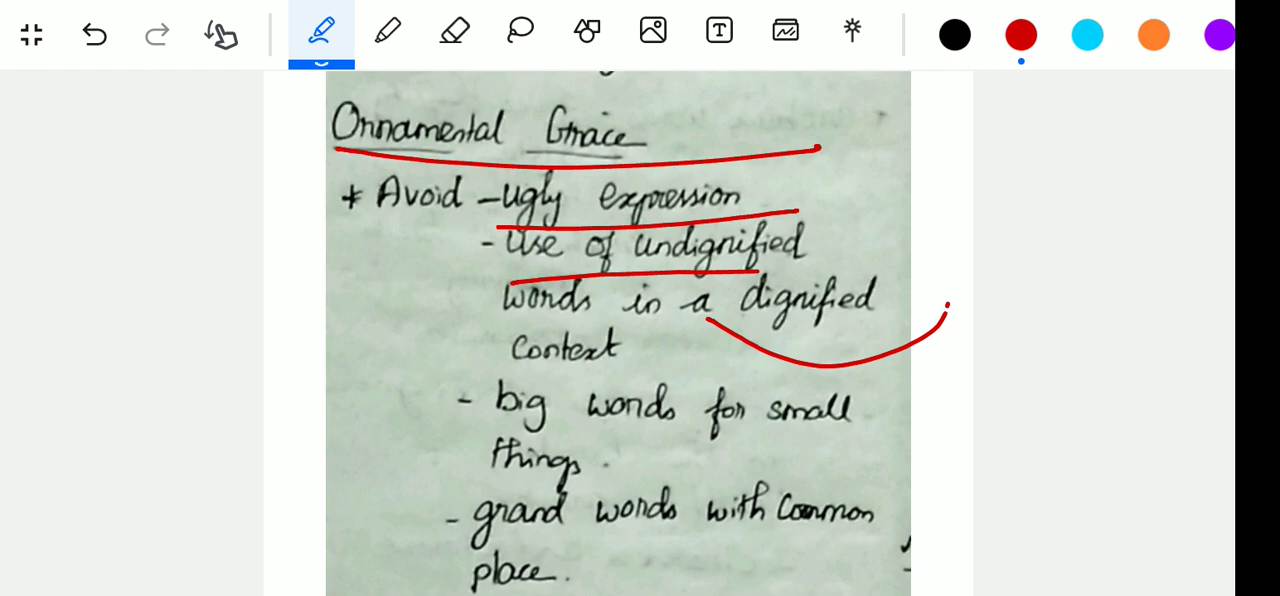 Ornamental Grace
* Avoid - ugly expression
- Use of undignified
words in a dignified
Context
- big words for small
things.
- grand words with Common
place.